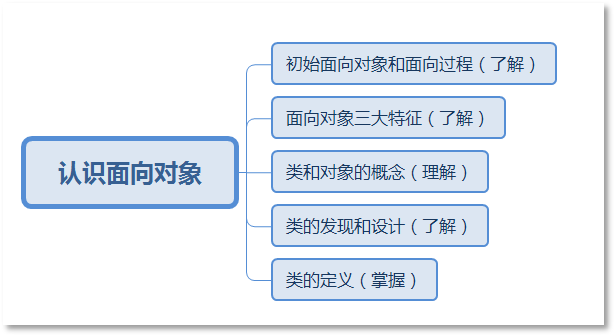 认识面向对象
初始面向对象和面向过程（了解）
面向对象三大特征（了解）
类和对象的概念（理解）
类的发现和设计（了解）
类的定义（掌握）